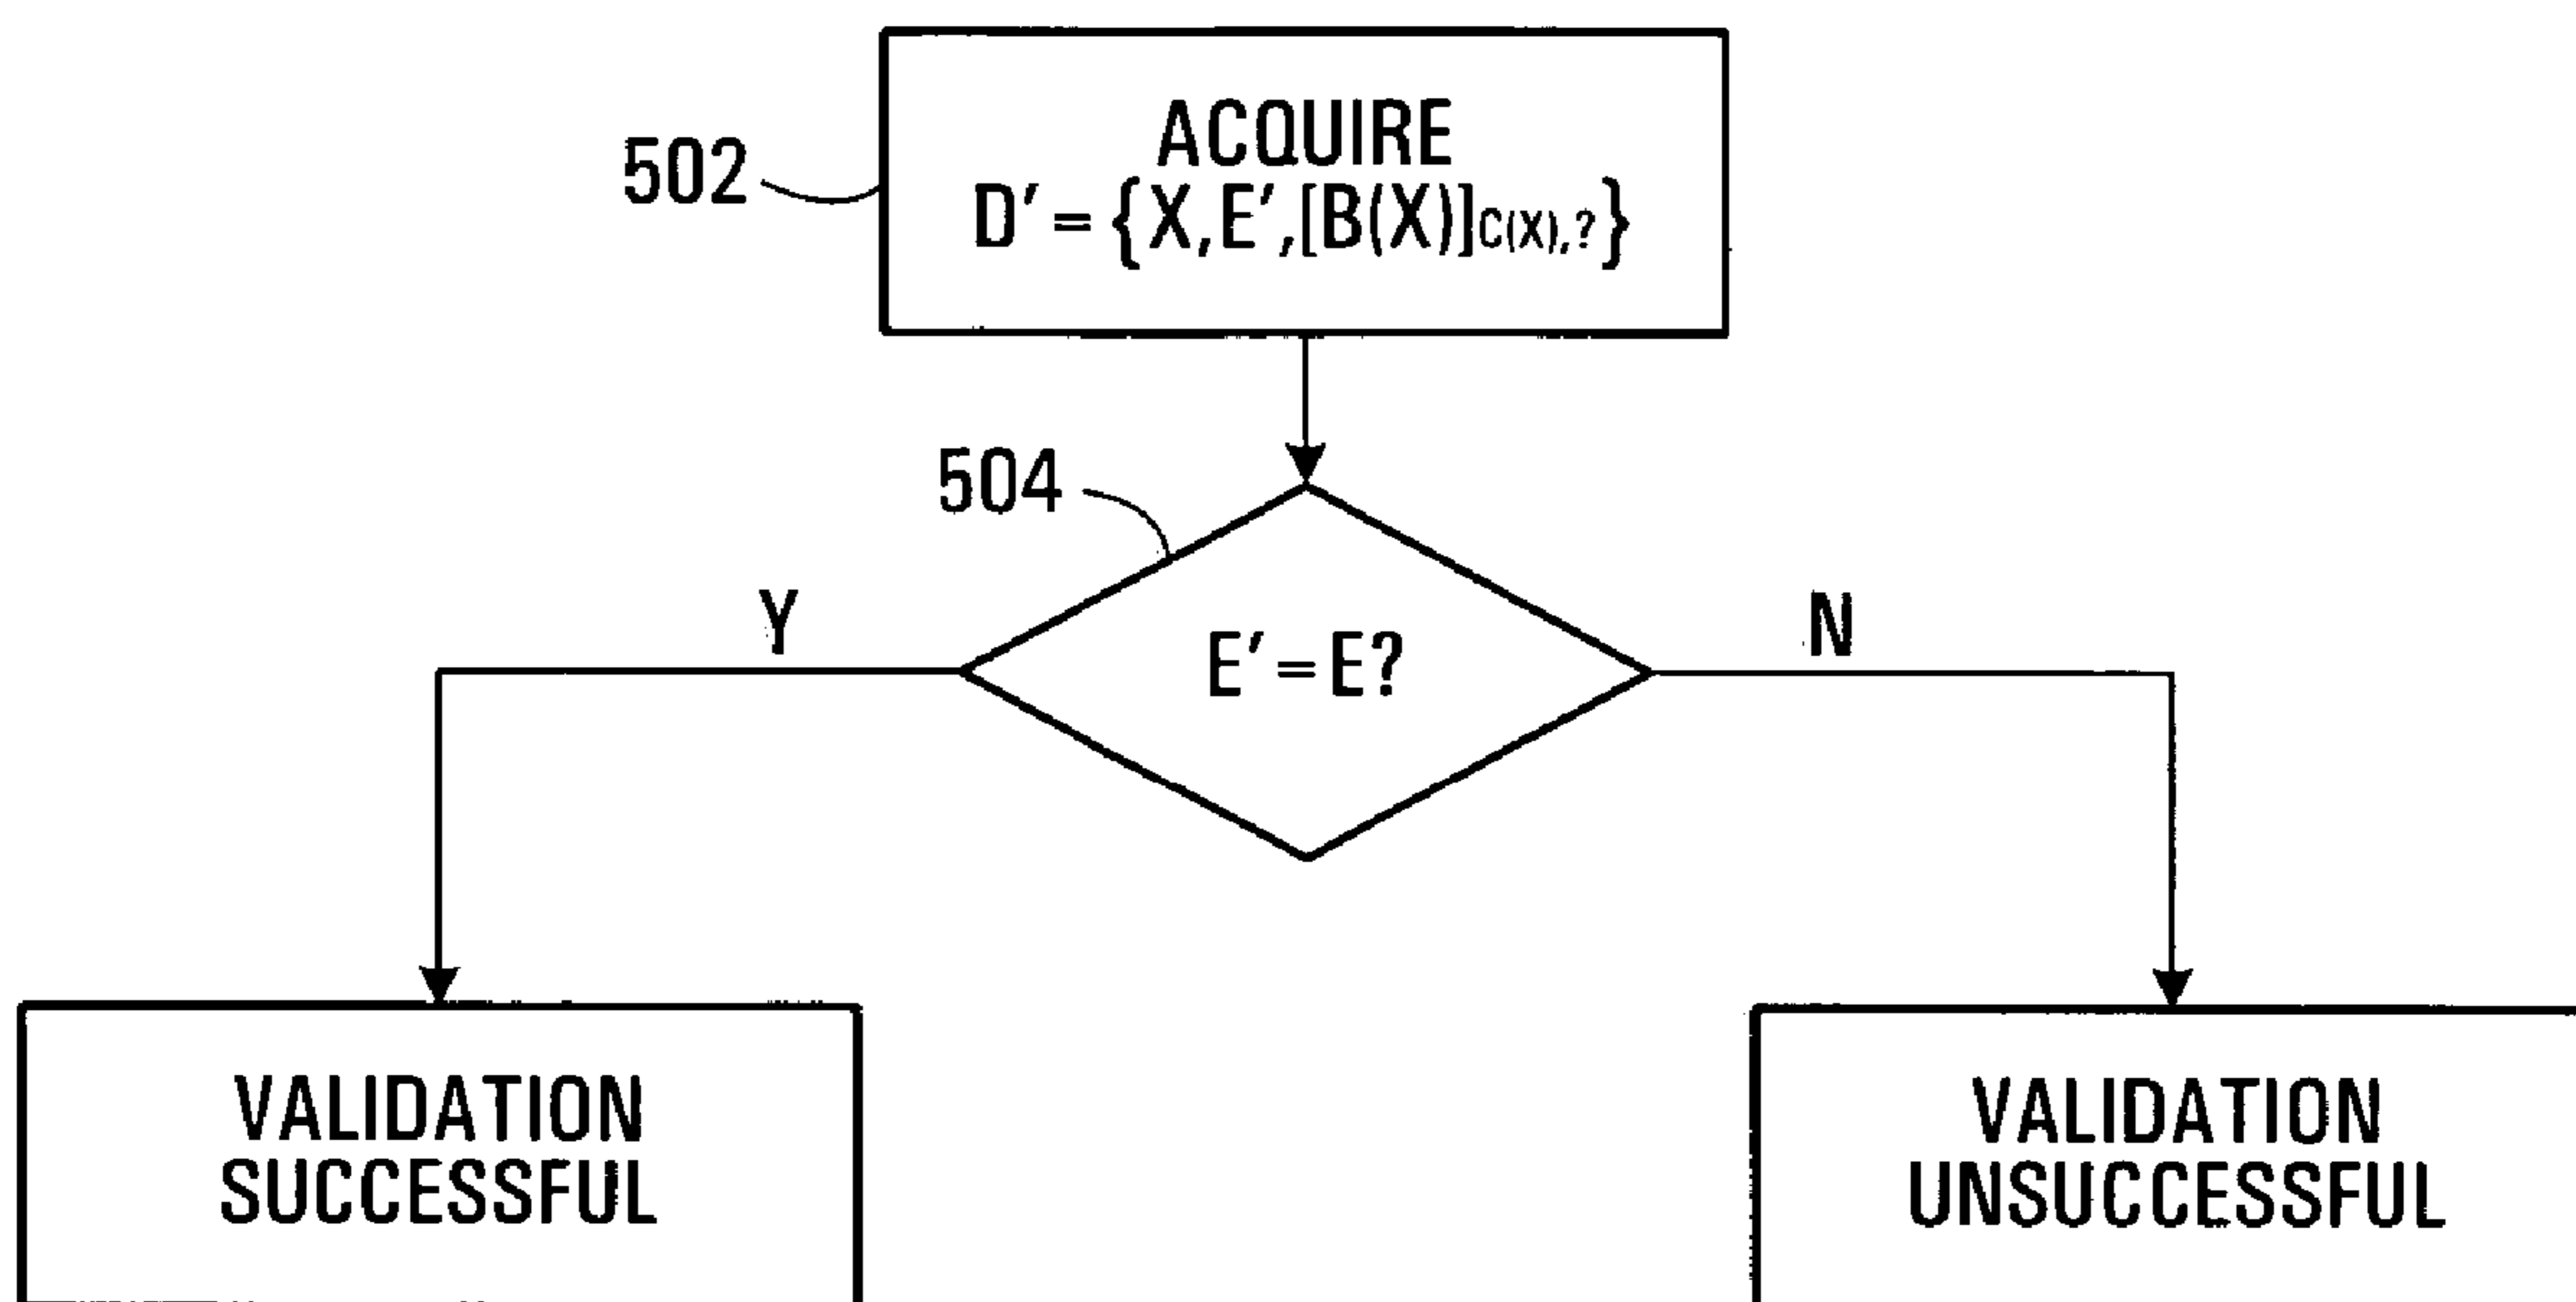 ACQUIRE
502
D′ = {X,E′,[B(X)]C(X),?}
504
Y
N
E′=E?
VALIDATION
SUCCESSFUL
VALIDATION
UNSUCCESSFUL